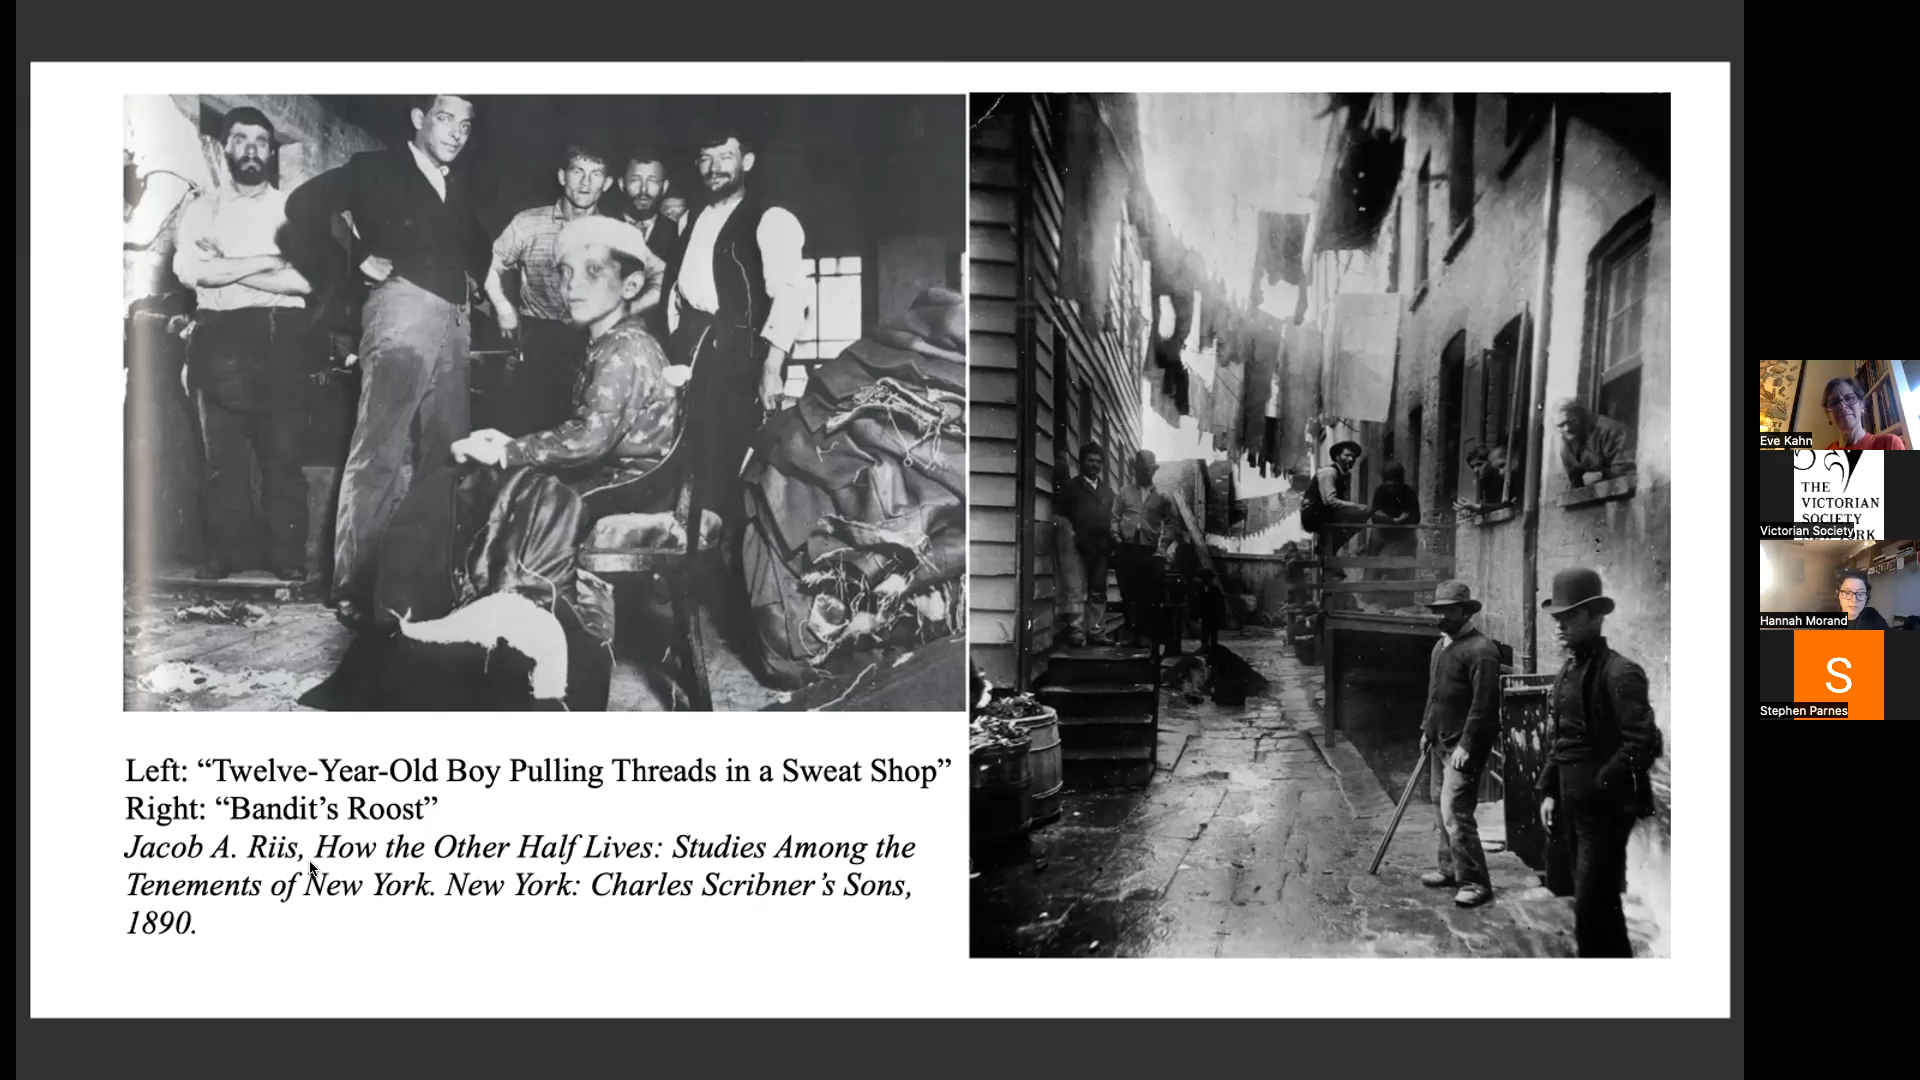 Left: “Twelve-Year-Old Boy Pulling Threads in a Sweat Shop”
Right: “Bandit’s Roost”
Jacob A. Riis, How the Other Half Lives: Studies Among the
Tenements of New York. New York: Charles Scribner’s Sons,
1890.
Eve Kahn
THE
VICTORIAN
SOCIETY
Victorian Society
Hannah Morand
S
Stephen Parnes